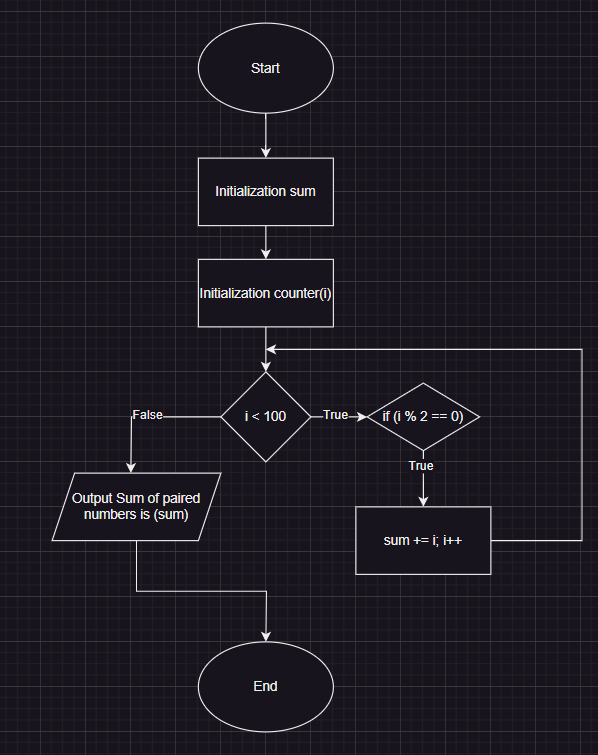 Start
Initialization sum
Initialization counter(i)
i < 100
False
True
if (i % 2 == 0)
True
Output Sum of paired
numbers is (sum)
sum += i; i++
End